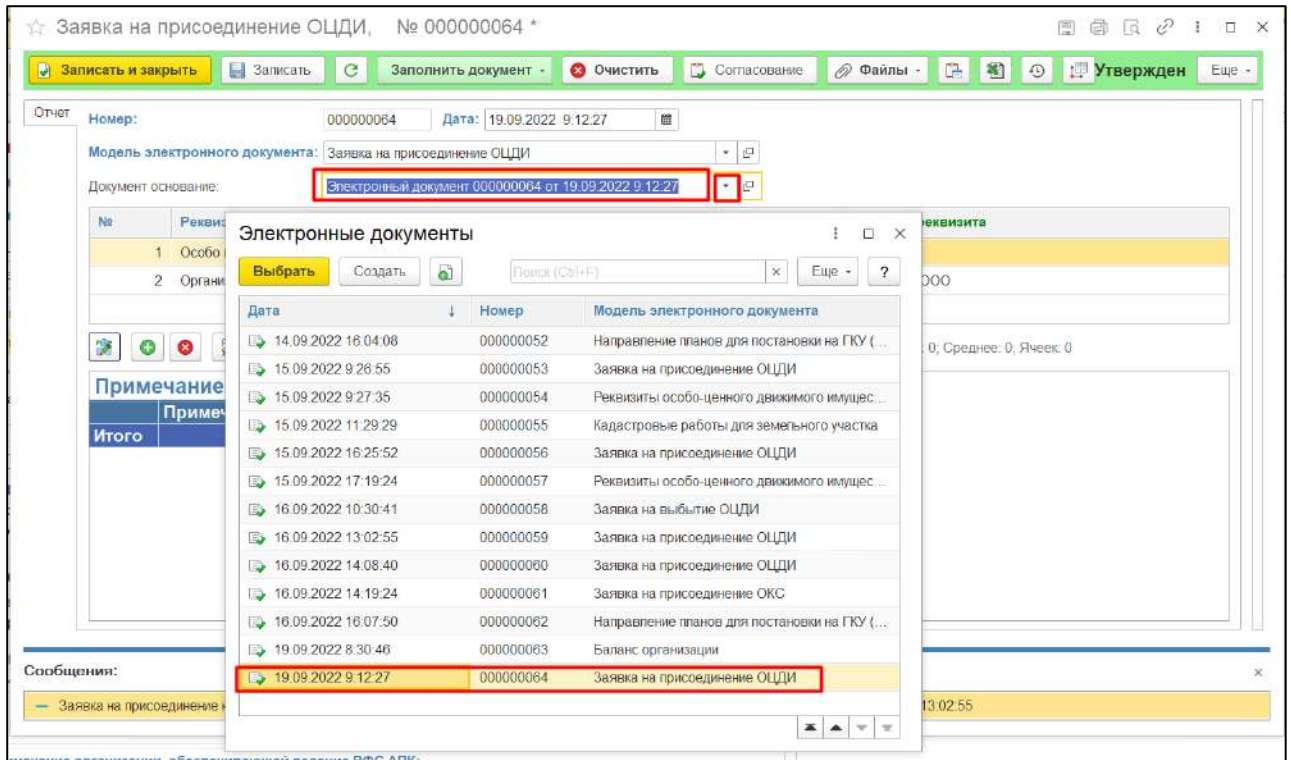 Заявка на присоединение ОЦДИ, № 000000064 *
Записать и закрыть Записать Заполнить документ Очистить Согласование Файлы Утвержден Еще
Отчет
Номер: 000000064 Дата: 19.09.2022 9:12:27
Модель электронного документа: Заявка на присоединение ОЦДИ
Документ основание: Электронный документ 000000064 от 19.09.2022 9:12:27
№ Рекви
еквизита
1 Особо
2 Органи
ООО
0; Среднее: 0; Ячеек: 0
Примечание
Приме
Итого
Электронные документы
Выбрать Создать Поиск (Ctrl+F) × Еще ?
Дата ↓ Номер Модель электронного документа
14.09.2022 16:04:08 000000052 Направление планов для постановки на ГКУ (...
15.09.2022 9:26:55 000000053 Заявка на присоединение ОЦДИ
15.09.2022 9:27:35 000000054 Реквизиты особо-ценного движимого имущес...
15.09.2022 11:29:29 000000055 Кадастровые работы для земельного участка
15.09.2022 16:25:52 000000056 Заявка на присоединение ОЦДИ
15.09.2022 17:19:24 000000057 Реквизиты особо-ценного движимого имущес...
16.09.2022 10:30:41 000000058 Заявка на выбытие ОЦДИ
16.09.2022 13:02:55 000000059 Заявка на присоединение ОЦДИ
16.09.2022 14:08:40 000000060 Заявка на присоединение ОЦДИ
16.09.2022 14:19:24 000000061 Заявка на присоединение ОКС
16.09.2022 16:07:50 000000062 Направление планов для постановки на ГКУ (...
19.09.2022 8:30:46 000000063 Баланс организации
19.09.2022 9:12:27 000000064 Заявка на присоединение ОЦДИ
Сообщения:
Заявка на присоединение
13:02:55